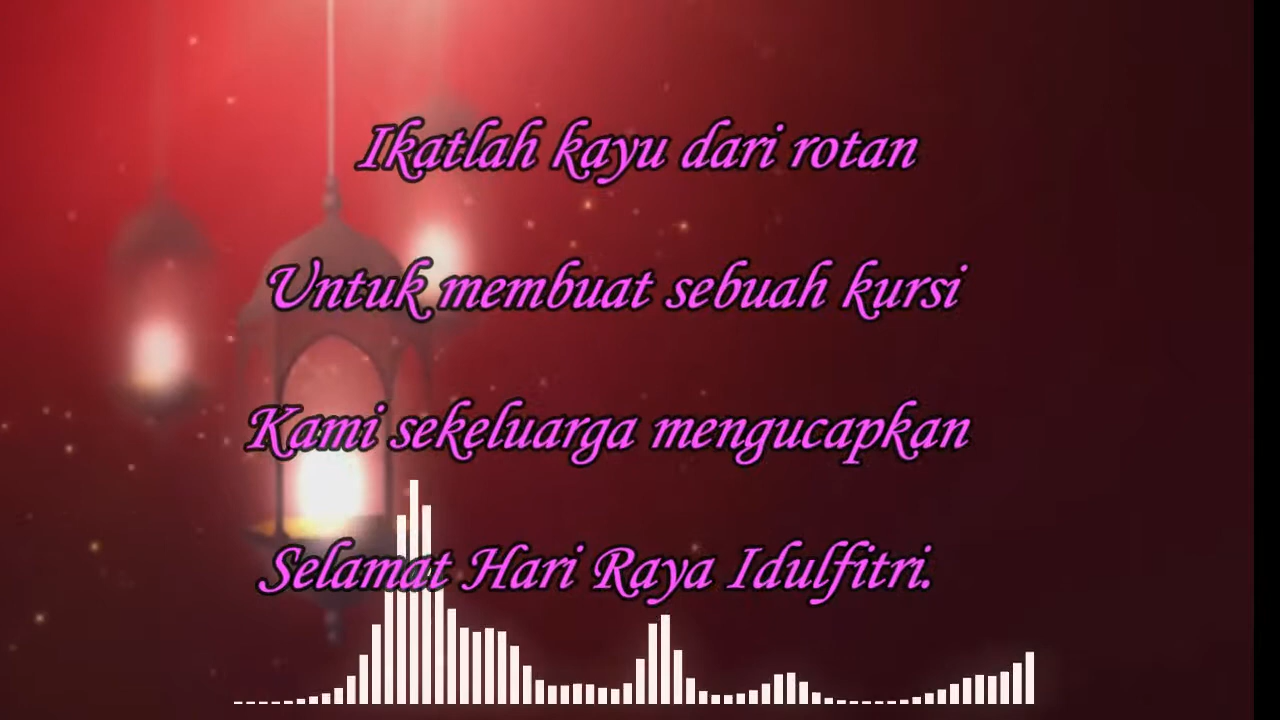 Ikatlah kayu dari rotan
Untuk membuat sebuah kursi
Kami sekeluarga mengucapkan
Selamat Hari Raya Idulfitri.